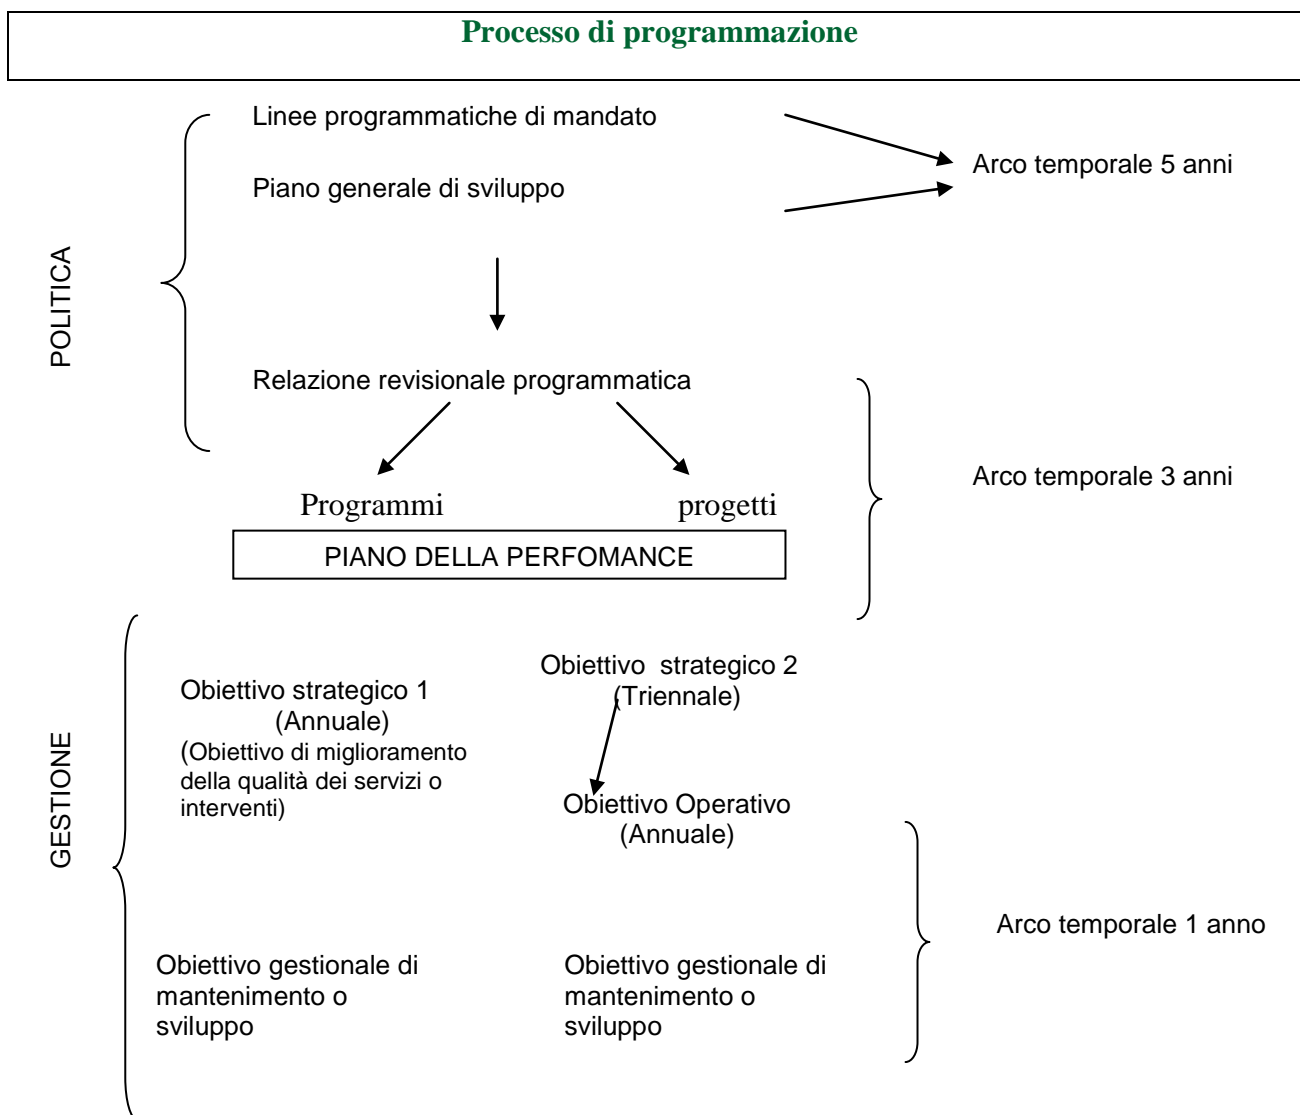 Processo di programmazione
Linee programmatiche di mandato
Arco temporale 5 anni
Piano generale di sviluppo
POLITICA
Relazione revisionale programmatica
Arco temporale 3 anni
Programmi
progetti
PIANO DELLA PERFOMANCE
GESTIONE
Obiettivo strategico 1
(Annuale)
(Obiettivo di miglioramento
della qualità dei servizi o
interventi)
Obiettivo strategico 2
(Triennale)
Obiettivo Operativo
(Annuale)
Arco temporale 1 anno
Obiettivo gestionale di
mantenimento o
sviluppo
Obiettivo gestionale di
mantenimento o
sviluppo